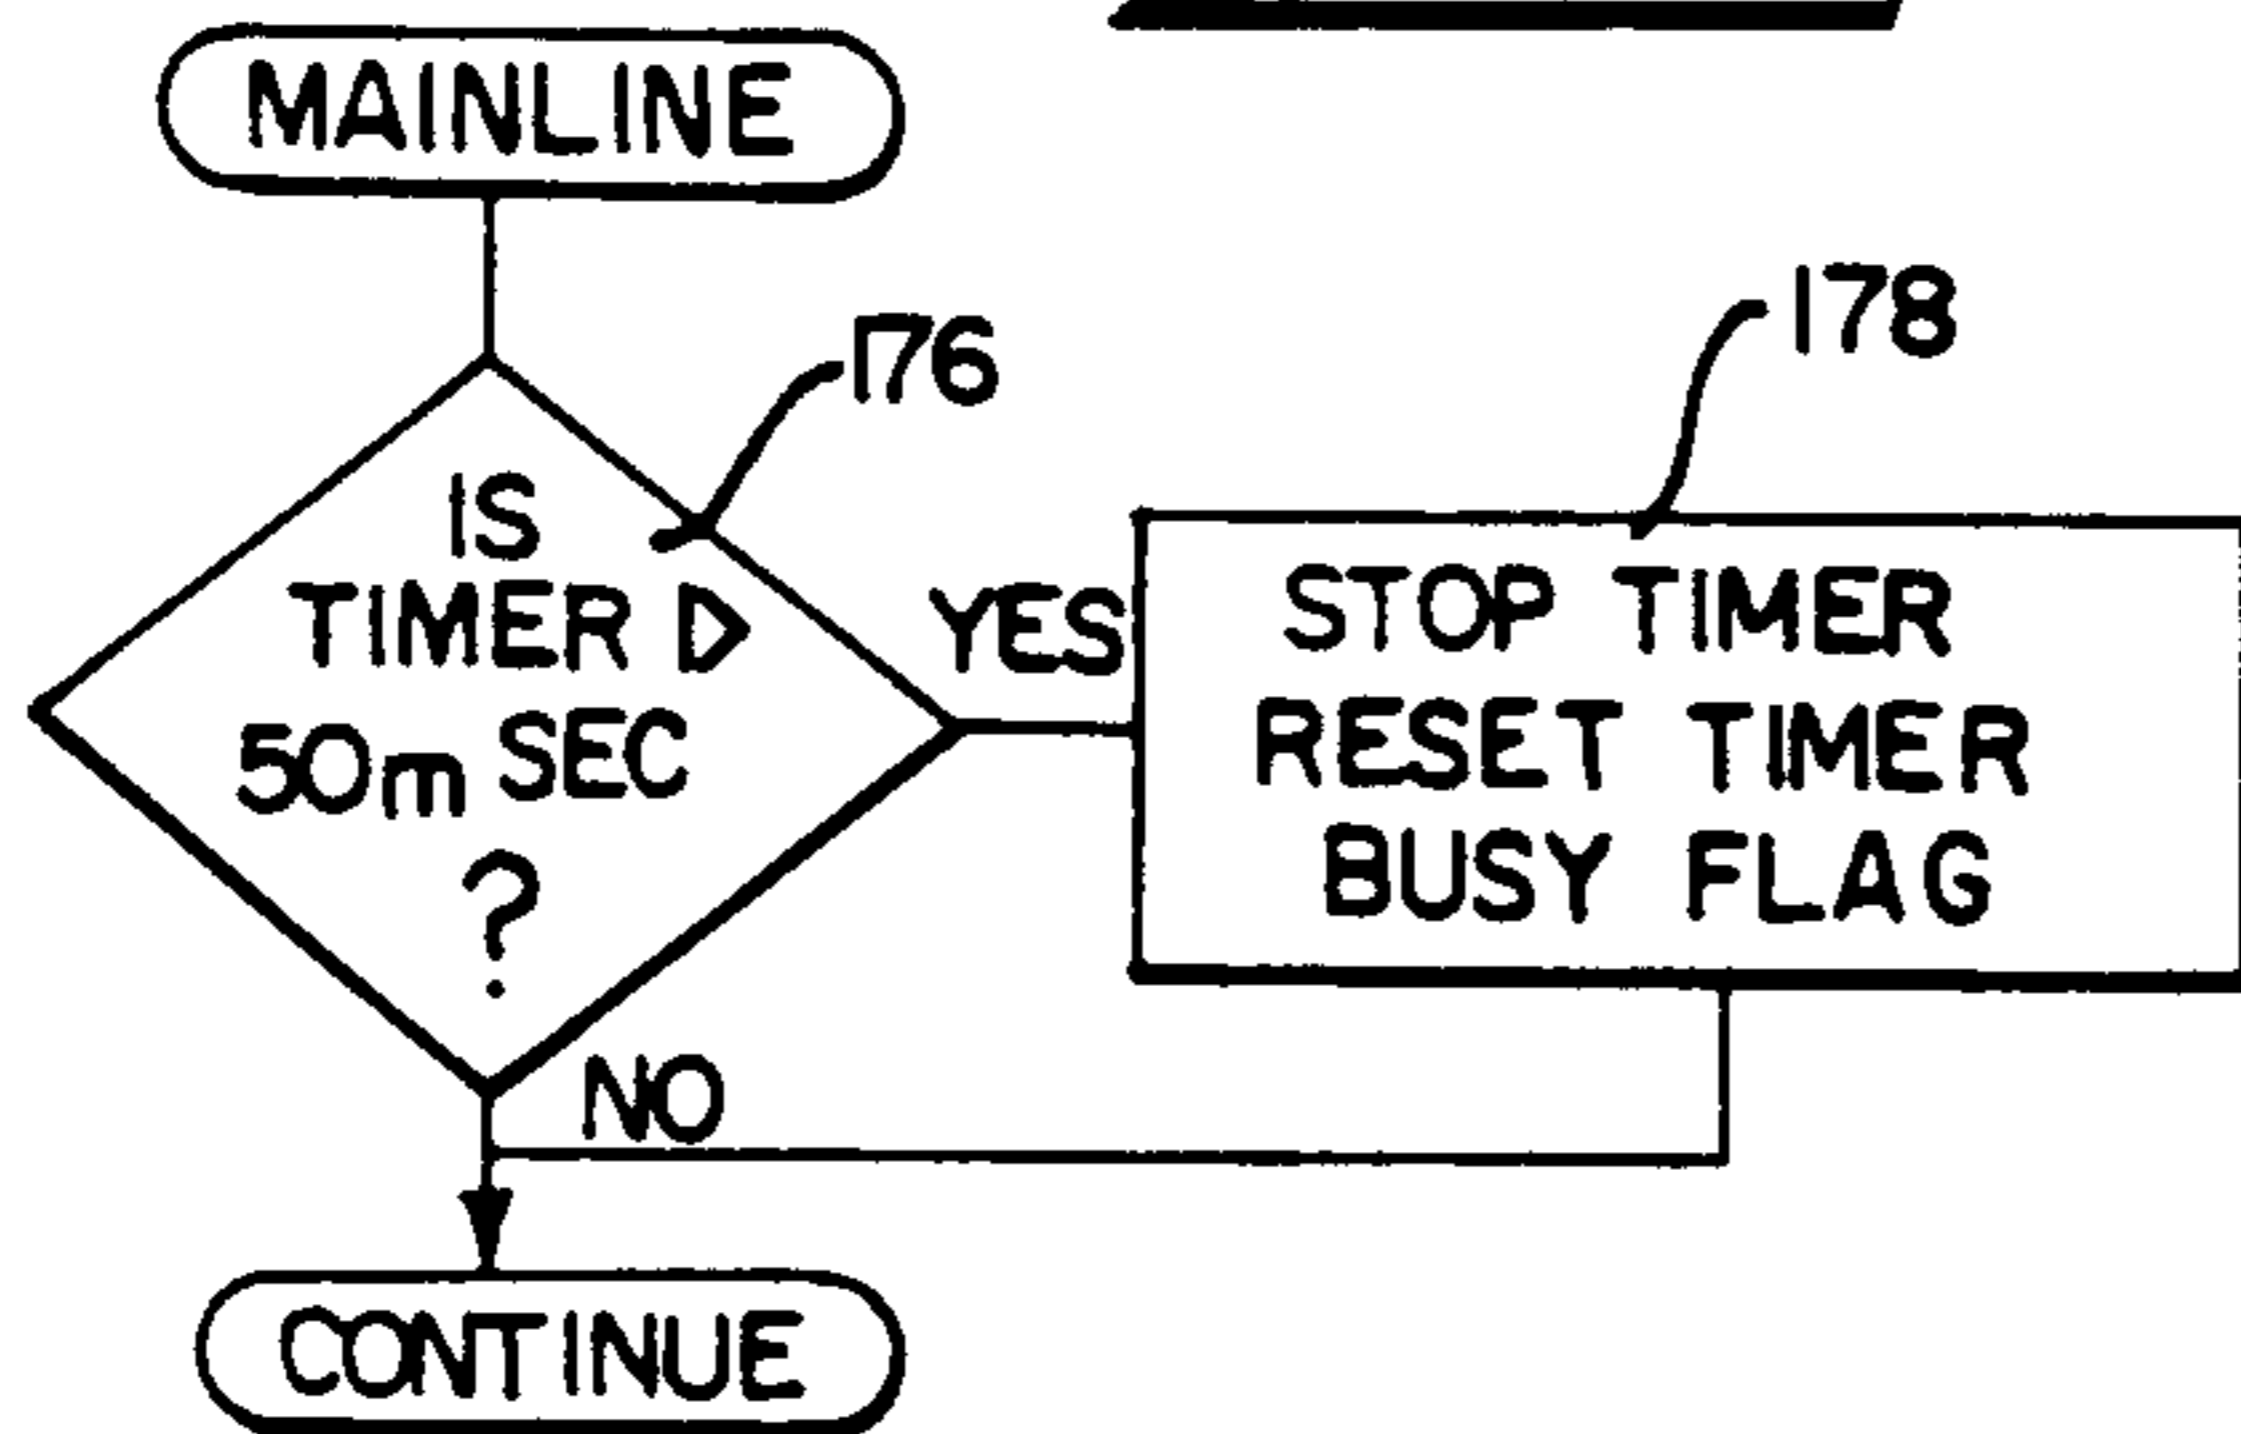 MAINLINE
176
178
IS
TIMER ▷
50m SEC
?
YES
STOP TIMER
RESET TIMER
BUSY FLAG
NO
CONTINUE